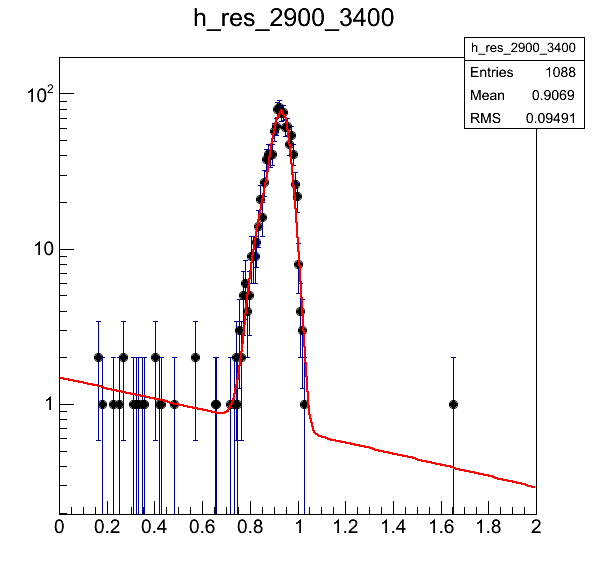 h_res_2900_3400
h_res_2900_3400
Entries 1088
Mean 0.9069
RMS 0.09491
10²
10
1
0 0.2 0.4 0.6 0.8 1 1.2 1.4 1.6 1.8 2